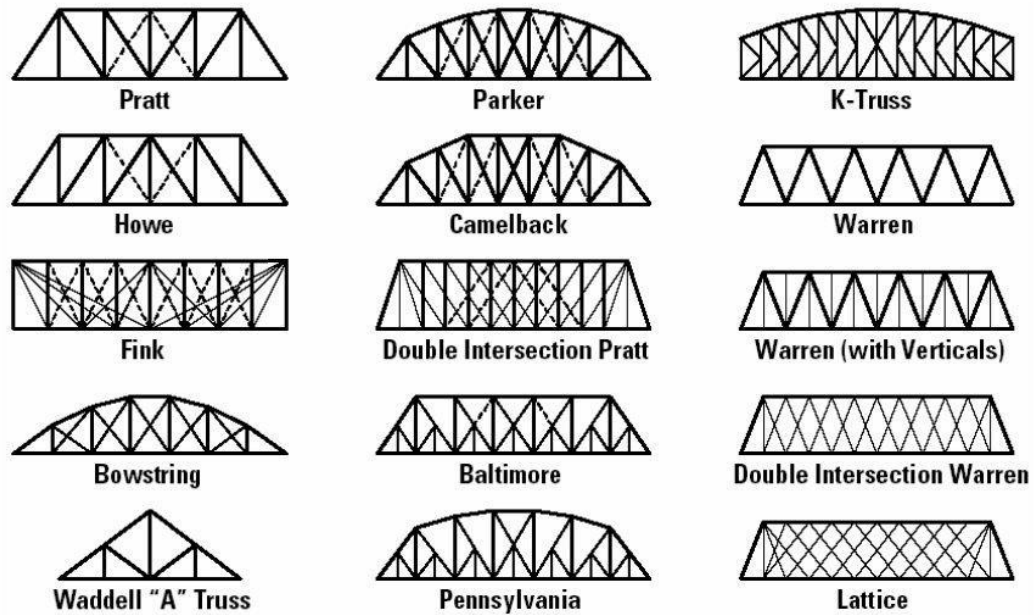 Pratt
Parker
K-Truss
Howe
Camelback
Warren
Fink
Double Intersection Pratt
Warren (with Verticals)
Bowstring
Baltimore
Double Intersection Warren
Waddell “A” Truss
Pennsylvania
Lattice